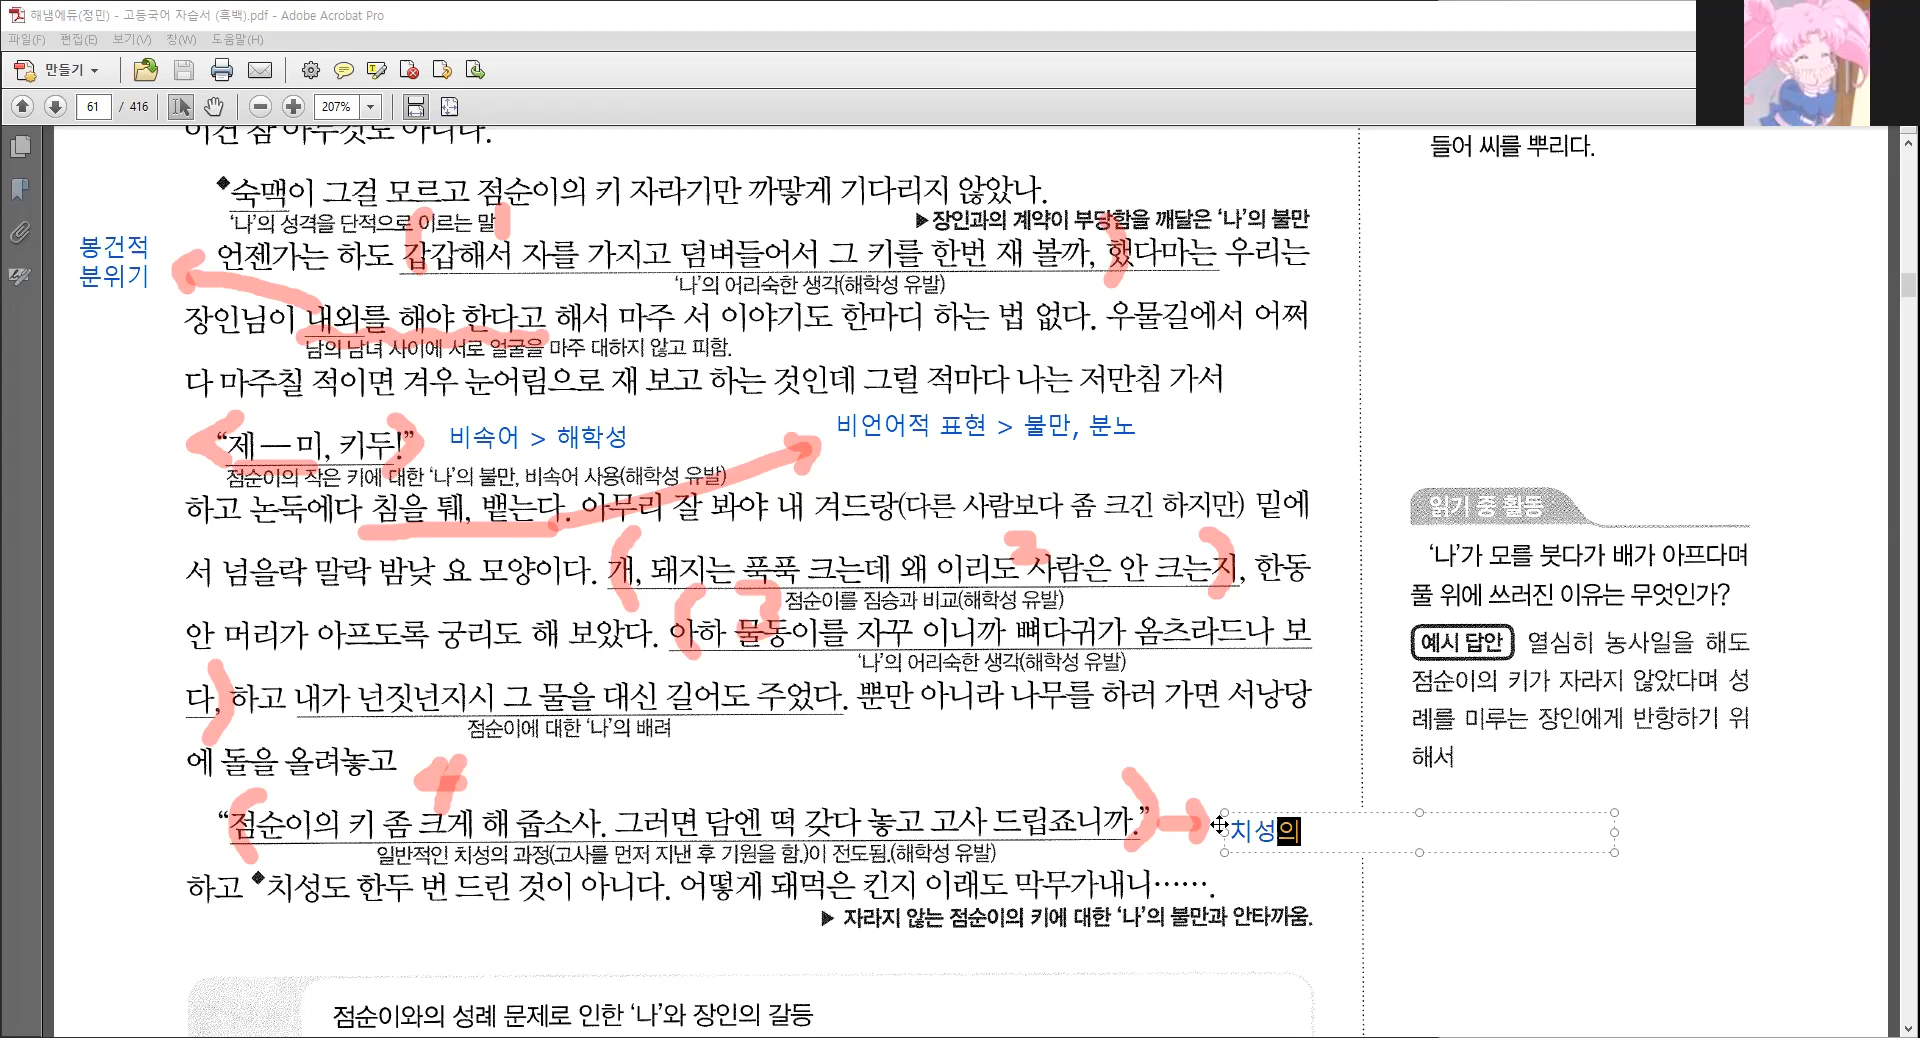 해냄에듀(정민) - 고등국어 자습서 (흑백).pdf - Adobe Acrobat Pro
파일(F) 편집(E) 보기(V) 창(W) 도움말(H)
만들기
61 / 416 207%
이건 참 아무것도 아니다.
들어 씨를 뿌리다.
◆숙맥이 그걸 모르고 점순이의 키 자라기만 까맣게 기다리지 않았나.
‘나’의 성격을 단적으로 이르는 말
▶장인과의 계약이 부당함을 깨달은 ‘나’의 불만
봉건적
분위기
1
언젠가는 하도 갑갑해서 자를 가지고 덤벼들어서 그 키를 한번 재 볼까, 했다마는 우리는
‘나’의 어리숙한 생각(해학성 유발)
장인님이 내외를 해야 한다고 해서 마주 서 이야기도 한마디 하는 법 없다. 우물길에서 어쩌
남의 남녀 사이에 서로 얼굴을 마주 대하지 않고 피함.
다 마주칠 적이면 겨우 눈어림으로 재 보고 하는 것인데 그럴 적마다 나는 저만침 가서
“제―미, 키두!”
비속어 > 해학성
비언어적 표현 > 불만, 분노
점순이의 작은 키에 대한 ‘나’의 불만, 비속어 사용(해학성 유발)
하고 논둑에다 침을 퉤, 뱉는다. 아무리 잘 봐야 내 겨드랑(다른 사람보다 좀 크긴 하지만) 밑에
2
서 넘을락 말락 밤낮 요 모양이다. 개, 돼지는 푹푹 크는데 왜 이리도 사람은 안 크는지, 한동
점순이를 짐승과 비교(해학성 유발)
3
안 머리가 아프도록 궁리도 해 보았다. 아하 물동이를 자꾸 이니까 뼈다귀가 옴츠라드나 보
‘나’의 어리숙한 생각(해학성 유발)
다, 하고 내가 넌짓넌지시 그 물을 대신 길어도 주었다. 뿐만 아니라 나무를 하러 가면 서낭당
점순이에 대한 ‘나’의 배려
에 돌을 올려놓고
4
“점순이의 키 좀 크게 해 줍소사. 그러면 담엔 떡 갖다 놓고 고사 드립죠니까.”
치성의
일반적인 치성의 과정(고사를 먼저 지낸 후 기원을 함.)이 전도됨.(해학성 유발)
하고 ◆치성도 한두 번 드린 것이 아니다. 어떻게 돼먹은 킨지 이래도 막무가내니…….
▶ 자라지 않는 점순이의 키에 대한 ‘나’의 불만과 안타까움.
점순이와의 성례 문제로 인한 ‘나’와 장인의 갈등
읽기 중 활동
‘나’가 모를 붓다가 배가 아프다며
풀 위에 쓰러진 이유는 무엇인가?
예시 답안 열심히 농사일을 해도
점순이의 키가 자라지 않았다며 성
례를 미루는 장인에게 반항하기 위
해서